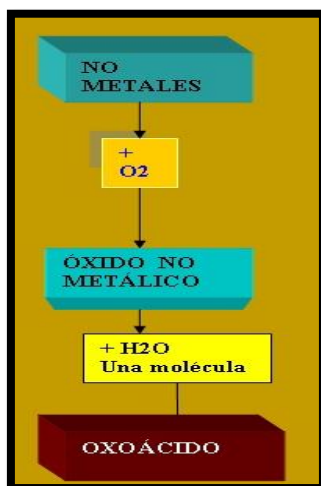 NO
METALES
+
O2
ÓXIDO NO
METÁLICO
+ H2O
Una molécula
OXOÁCIDO